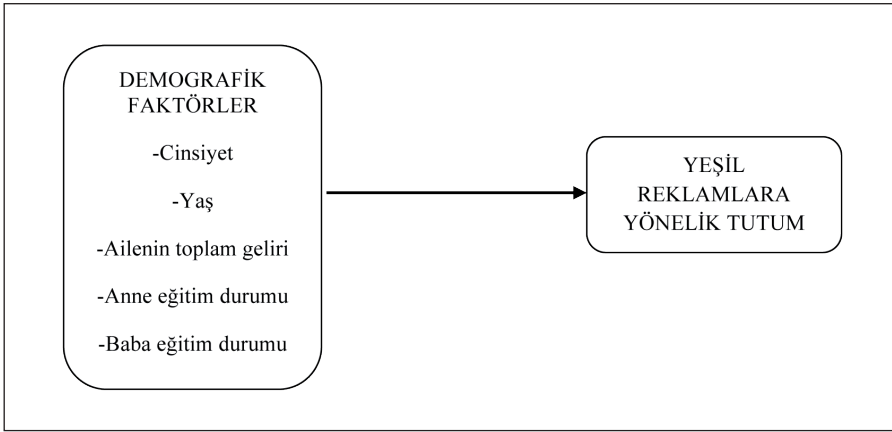 DEMOGRAFİK
FAKTÖRLER
-Cinsiyet
-Yaş
-Ailenin toplam geliri
-Anne eğitim durumu
-Baba eğitim durumu
YEŞİL
REKLAMLARA
YÖNELİK TUTUM